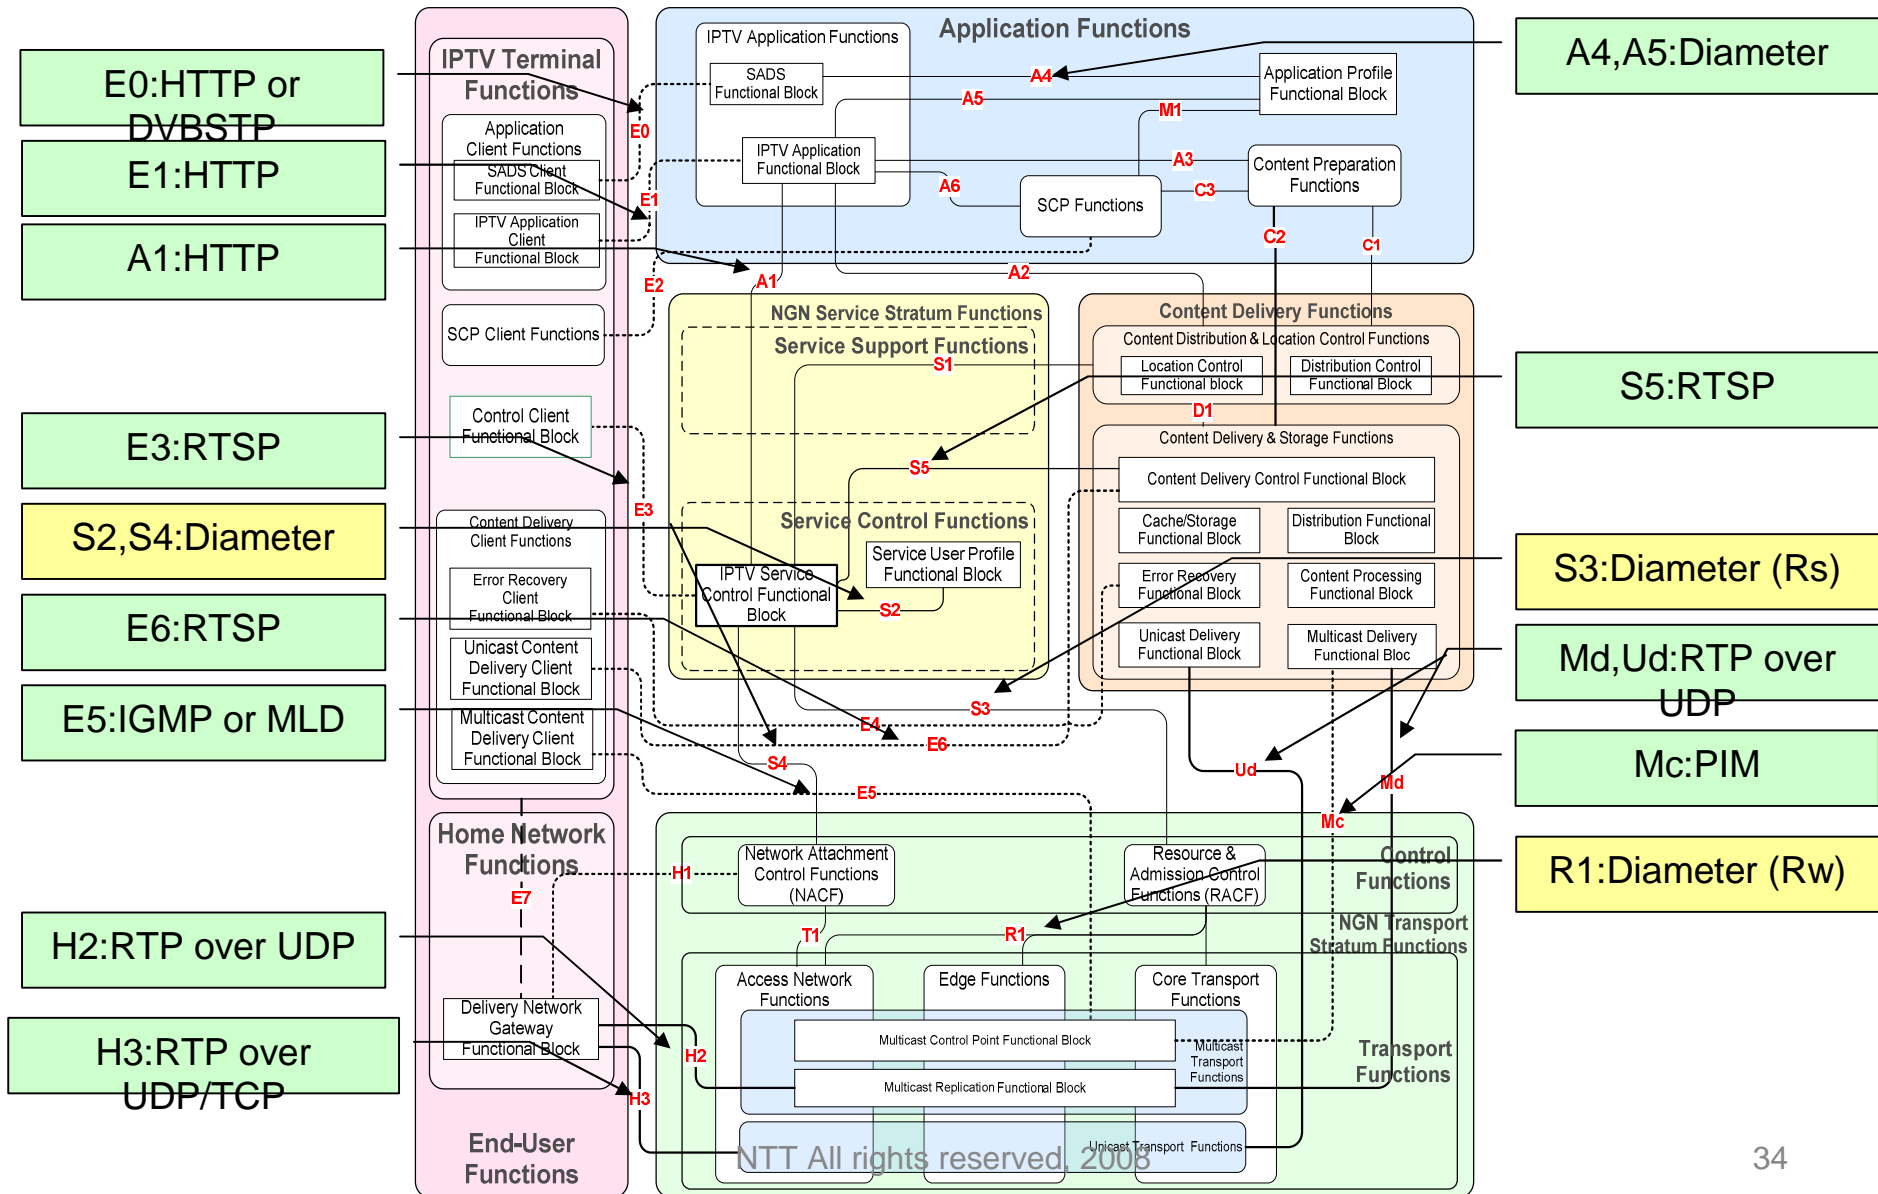 E0:HTTP or
DVBSTP
E1:HTTP
A1:HTTP
E3:RTSP
S2,S4:Diameter
E6:RTSP
E5:IGMP or MLD
H2:RTP over UDP
H3:RTP over
UDP/TCP
IPTV Terminal
Functions
Application
Client Functions
SADS Client
Functional Block
IPTV Application
Client
Functional Block
SCP Client Functions
Control Client
Functional Block
Content Delivery
Client Functions
Error Recovery
Client
Functional Block
Unicast Content
Delivery Client
Functional Block
Multicast Content
Delivery Client
Functional Block
Home Network
Functions
E7
Delivery Network
Gateway
Functional Block
End-User
Functions
E0
E1
E2
E3
Application Functions
IPTV Application Functions
SADS
Functional Block
IPTV Application
Functional Block
A4
A5
M1
A3
A6
C3
Application Profile
Functional Block
Content Preparation
Functions
SCP Functions
C2
C1
A1
A2
NGN Service Stratum Functions
Service Support Functions
S1
S5
Service Control Functions
Service User Profile
Functional Block
IPTV Service
Control Functional
Block
S2
Content Delivery Functions
Content Distribution & Location Control Functions
Location Control
Functional block
Distribution Control
Functional Block
D1
Content Delivery & Storage Functions
Content Delivery Control Functional Block
Cache/Storage
Functional Block
Distribution Functional
Block
Error Recovery
Functional Block
Content Processing
Functional Block
Unicast Delivery
Functional Block
Multicast Delivery
Functional Bloc
S3
E4
E6
S4
E5
Ud
Md
Mc
Network Attachment
Control Functions
(NACF)
Resource &
Admission Control
Functions (RACF)
Control
Functions
H1
T1
R1
NGN Transport
Stratum Functions
Access Network
Functions
Edge Functions
Core Transport
Functions
Multicast Control Point Functional Block
Multicast
Transport
Functions
Multicast Replication Functional Block
Transport
Functions
H2
H3
Unicast Transport Functions
A4,A5:Diameter
S5:RTSP
S3:Diameter (Rs)
Md,Ud:RTP over
UDP
Mc:PIM
R1:Diameter (Rw)
NTT All rights reserved, 2008
34